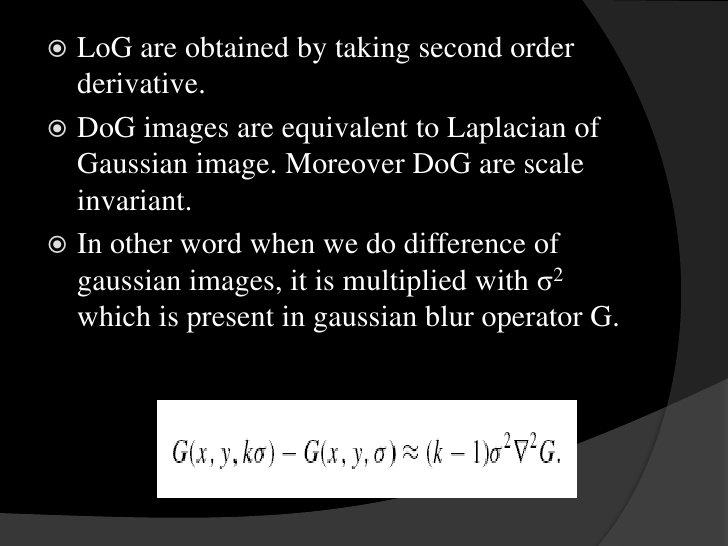 LoG are obtained by taking second order
derivative.
DoG images are equivalent to Laplacian of
Gaussian image. Moreover DoG are scale
invariant.
In other word when we do difference of
gaussian images, it is multiplied with σ²
which is present in gaussian blur operator G.
G(x, y, kσ) − G(x, y, σ) ≈ (k − 1)σ²∇²G.